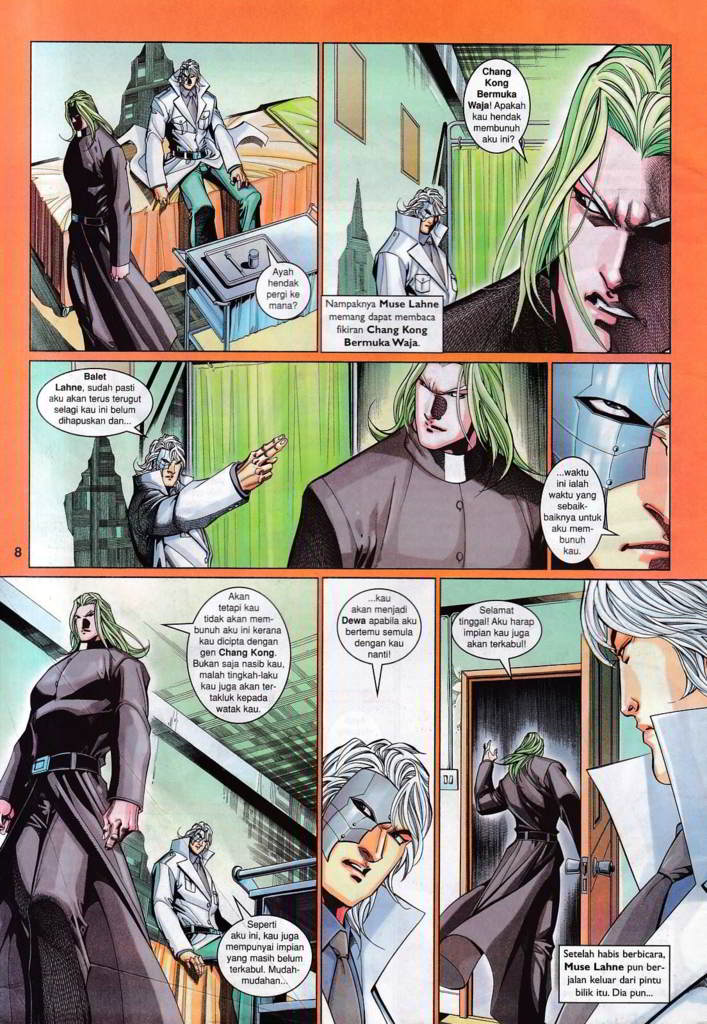 Ayah
hendak
pergi ke
mana?
Chang
Kong
Bermuka
Waja! Apakah
kau hendak
membunuh
aku ini?
Nampaknya Muse Lahne
memang dapat membaca
fikiran Chang Kong
Bermuka Waja.
Balet
Lahne, sudah pasti
aku akan terus terugut
selagi kau ini belum
dihapuskan dan...
...waktu
ini ialah
waktu yang
sebaik-
baiknya untuk
aku mem-
bunuh
kau.
8
Akan
tetapi kau
tidak akan mem-
bunuh aku ini kerana
kau dicipta dengan
gen Chang Kong.
Bukan saja nasib kau,
malah tingkah-laku
kau juga akan ter-
takluk kepada
watak kau.
Seperti
aku ini, kau juga
mempunyai impian
yang masih belum
terkabul. Mudah-
mudahan...
...kau
akan menjadi
Dewa apabila aku
bertemu semula
dengan kau
nanti!
Selamat
tinggal! Aku harap
impian kau juga
akan terkabul!!
Setelah habis berbicara,
Muse Lahne pun ber-
jalan keluar dari pintu
bilik itu. Dia pun...